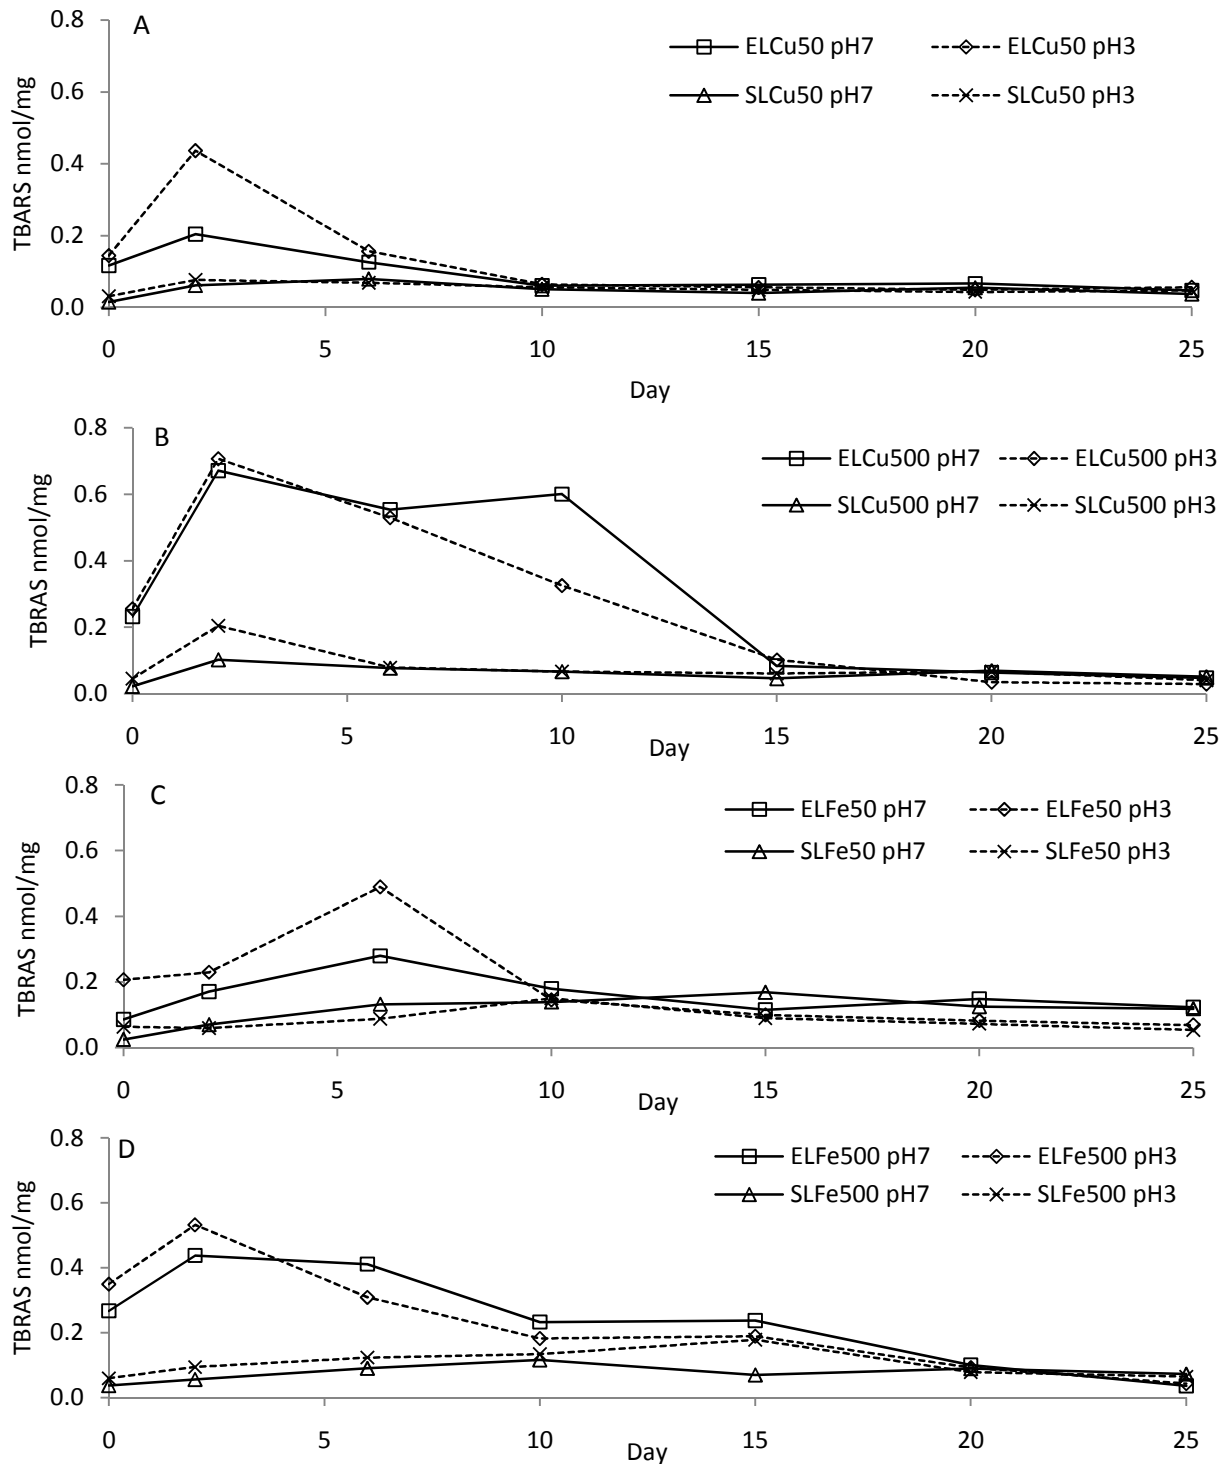 A
0.8
0.6
0.4
0.2
0.0
TBARS nmol/mg
ELCu50 pH7
ELCu50 pH3
SLCu50 pH7
SLCu50 pH3
0 5 10 15 20 25
Day
B
0.8
0.6
0.4
0.2
0.0
TBRAS nmol/mg
ELCu500 pH7
ELCu500 pH3
SLCu500 pH7
SLCu500 pH3
0 5 10 15 20 25
Day
C
0.8
0.6
0.4
0.2
0.0
TBRAS nmol/mg
ELFe50 pH7
ELFe50 pH3
SLFe50 pH7
SLFe50 pH3
0 5 10 15 20 25
Day
D
0.8
0.6
0.4
0.2
0.0
TBRAS nmol/mg
ELFe500 pH7
ELFe500 pH3
SLFe500 pH7
SLFe500 pH3
0 5 10 15 20 25
Day